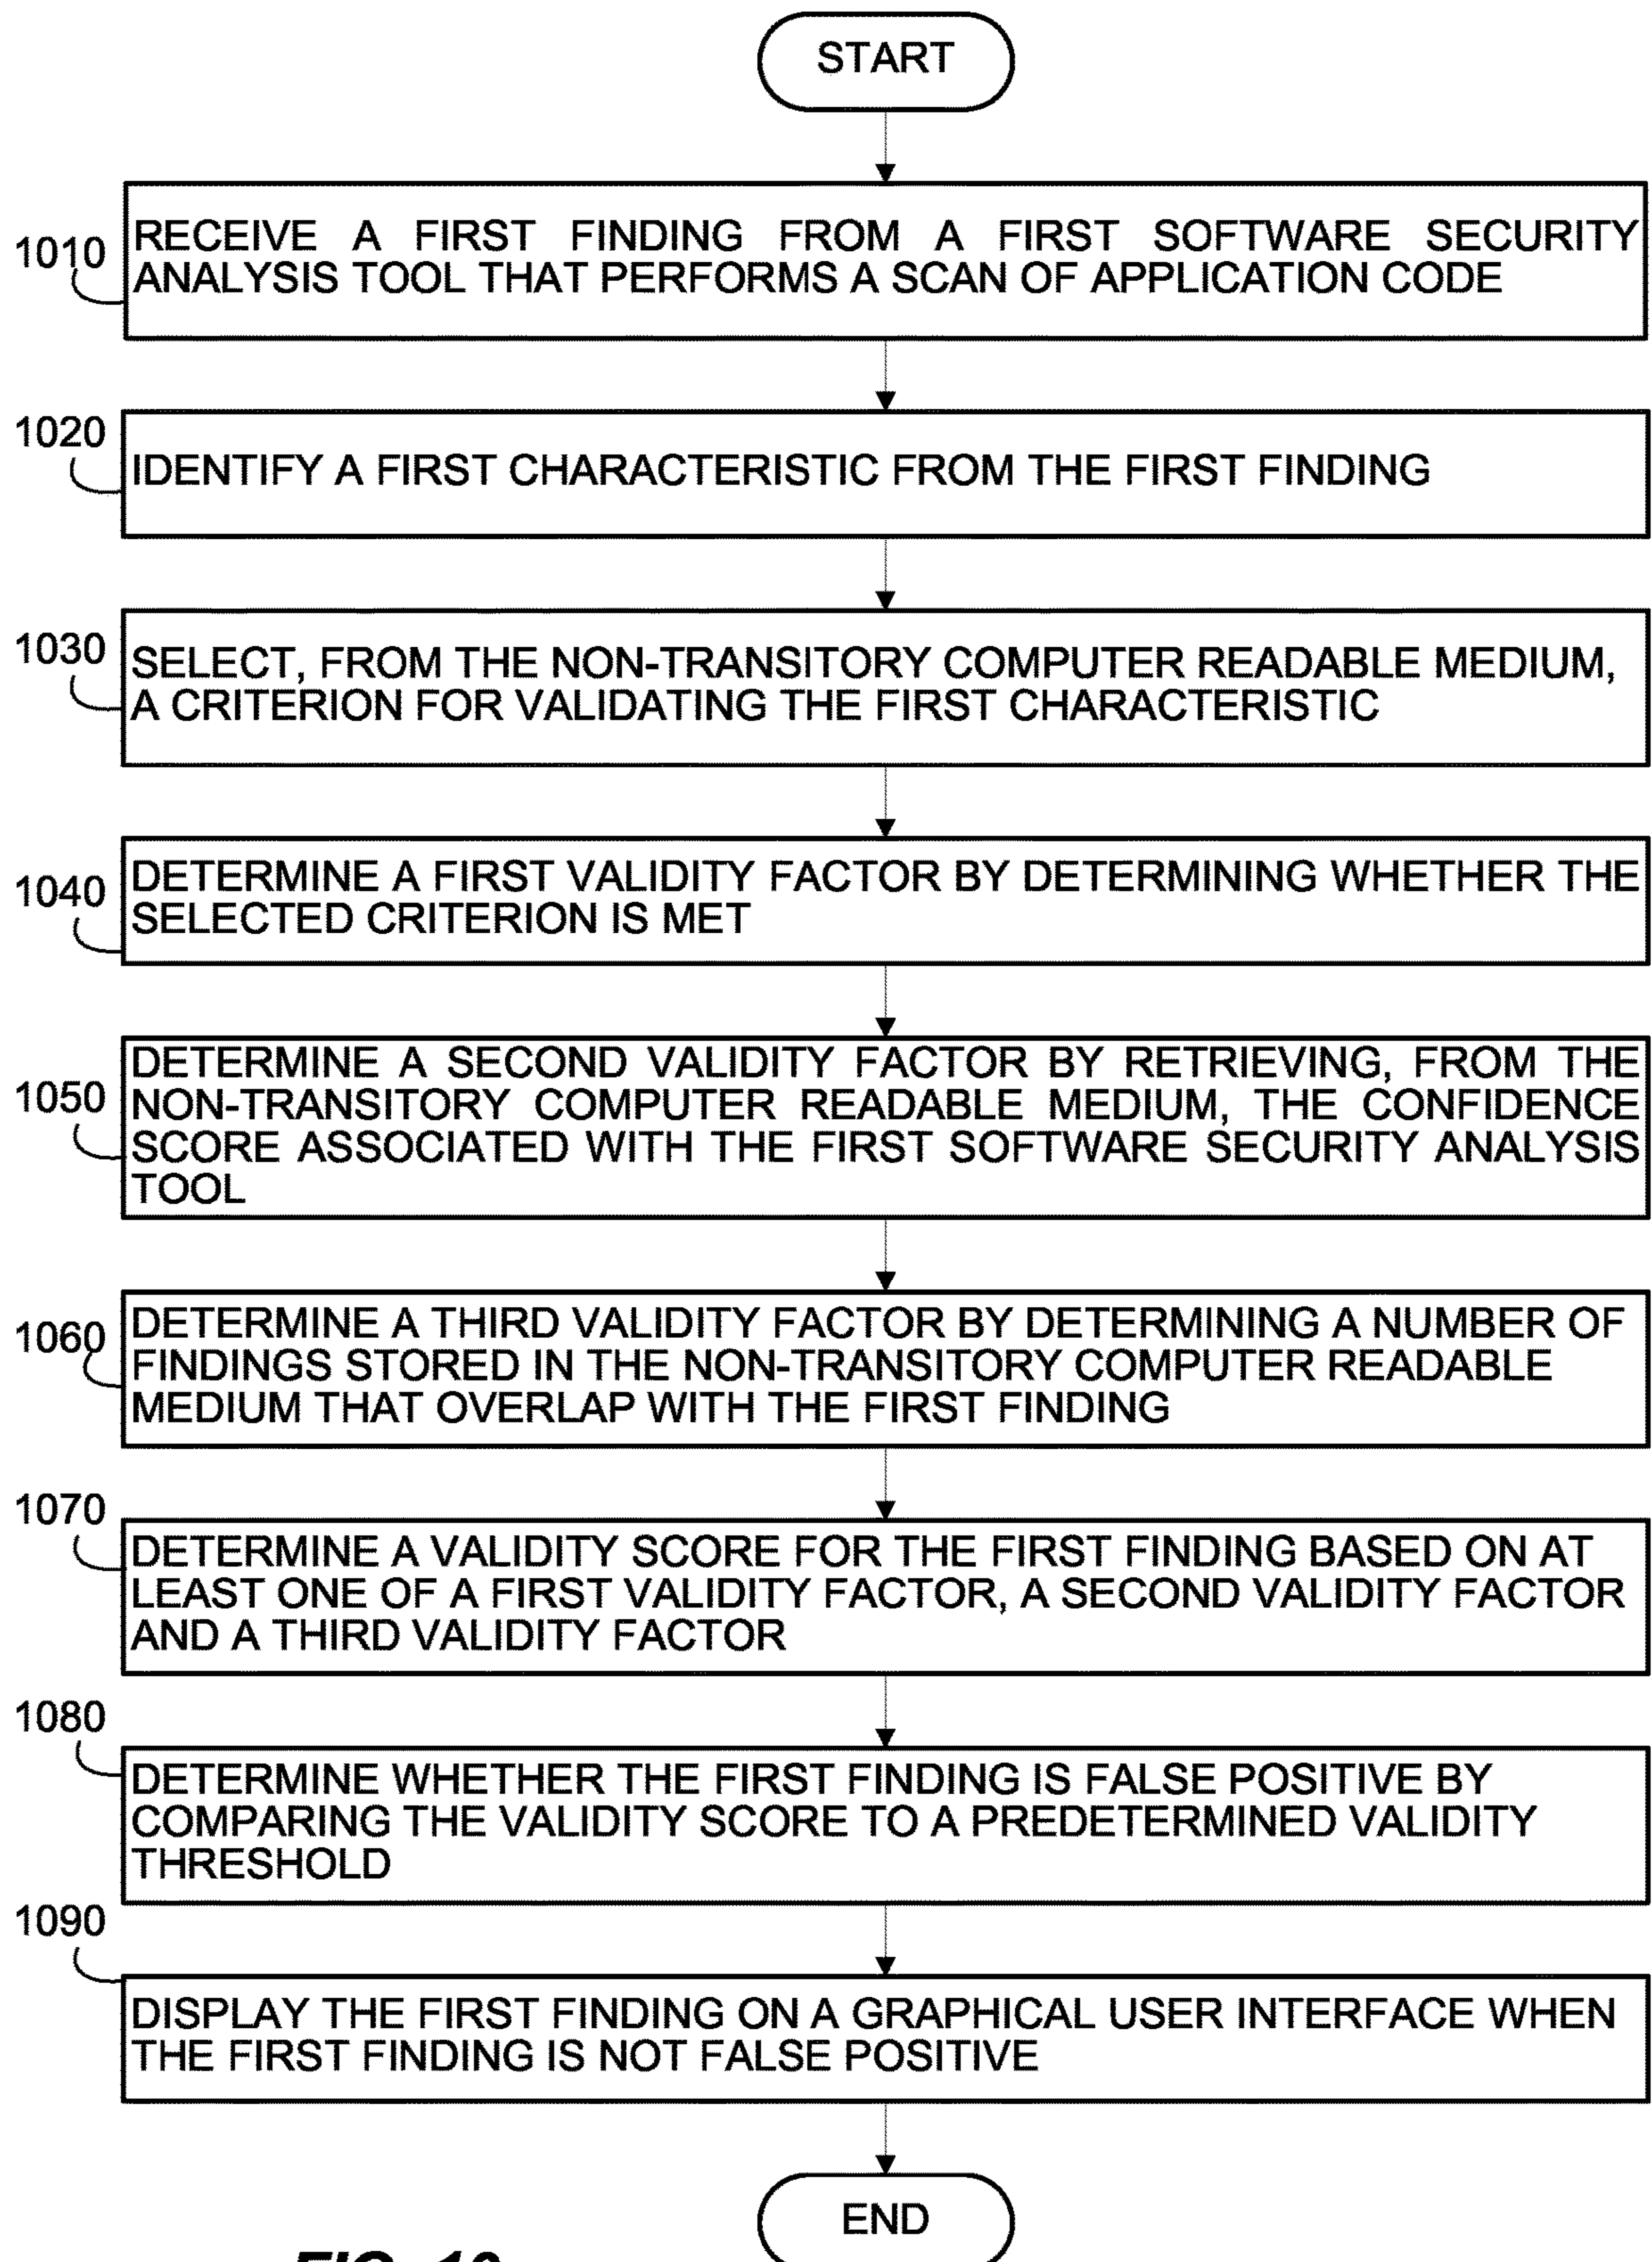 START
1010
RECEIVE A FIRST FINDING FROM A FIRST SOFTWARE SECURITY
ANALYSIS TOOL THAT PERFORMS A SCAN OF APPLICATION CODE
1020
IDENTIFY A FIRST CHARACTERISTIC FROM THE FIRST FINDING
1030
SELECT, FROM THE NON-TRANSITORY COMPUTER READABLE MEDIUM,
A CRITERION FOR VALIDATING THE FIRST CHARACTERISTIC
1040
DETERMINE A FIRST VALIDITY FACTOR BY DETERMINING WHETHER THE
SELECTED CRITERION IS MET
1050
DETERMINE A SECOND VALIDITY FACTOR BY RETRIEVING, FROM THE
NON-TRANSITORY COMPUTER READABLE MEDIUM, THE CONFIDENCE
SCORE ASSOCIATED WITH THE FIRST SOFTWARE SECURITY ANALYSIS
TOOL
1060
DETERMINE A THIRD VALIDITY FACTOR BY DETERMINING A NUMBER OF
FINDINGS STORED IN THE NON-TRANSITORY COMPUTER READABLE
MEDIUM THAT OVERLAP WITH THE FIRST FINDING
1070
DETERMINE A VALIDITY SCORE FOR THE FIRST FINDING BASED ON AT
LEAST ONE OF A FIRST VALIDITY FACTOR, A SECOND VALIDITY FACTOR
AND A THIRD VALIDITY FACTOR
1080
DETERMINE WHETHER THE FIRST FINDING IS FALSE POSITIVE BY
COMPARING THE VALIDITY SCORE TO A PREDETERMINED VALIDITY
THRESHOLD
1090
DISPLAY THE FIRST FINDING ON A GRAPHICAL USER INTERFACE WHEN
THE FIRST FINDING IS NOT FALSE POSITIVE
END